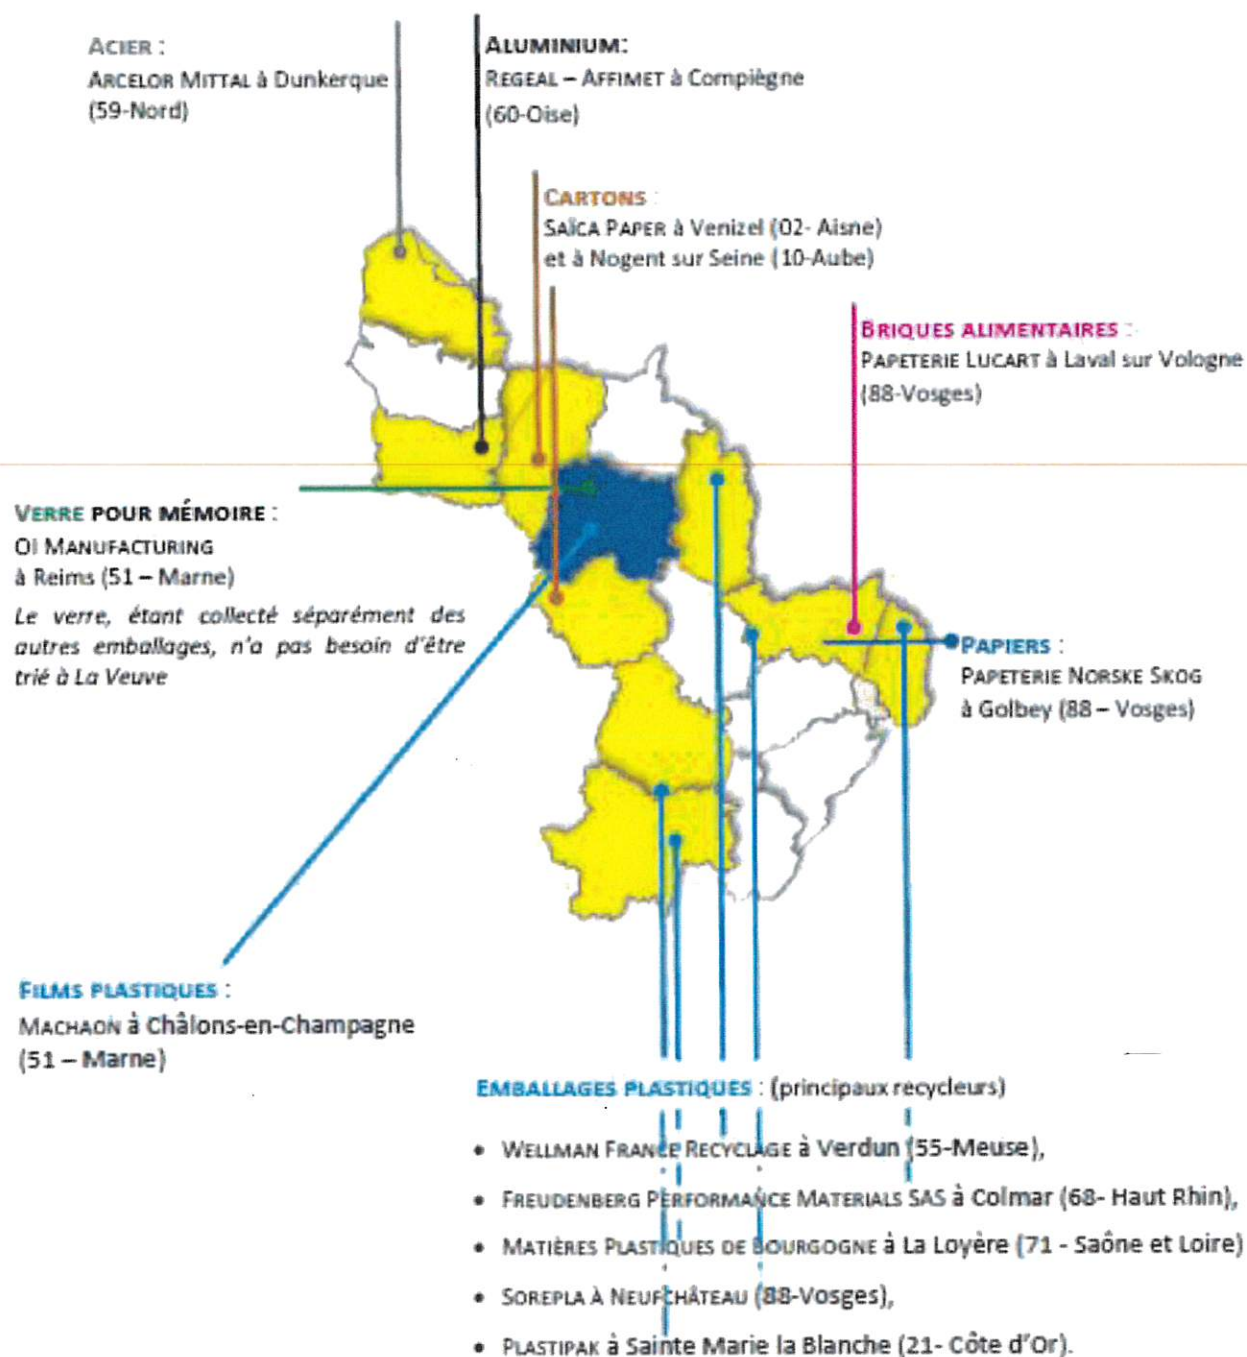 ACIER :
ARCELOR MITTAL à Dunkerque
(59-Nord)
ALUMINIUM:
REGEAL – AFFIMET à Compiègne
(60-Oise)
CARTONS :
SAÏCA PAPER à Venizel (02- Aisne)
et à Nogent sur Seine (10-Aube)
BRIQUES ALIMENTAIRES :
PAPETERIE LUCART à Laval sur Vologne
(88-Vosges)
VERRE POUR MÉMOIRE :
OI MANUFACTURING
à Reims (51 – Marne)
Le verre, étant collecté séparément des
autres emballages, n'a pas besoin d'être
trié à La Veuve
PAPIERS :
PAPETERIE NORSKE SKOG
à Golbey (88 – Vosges)
FILMS PLASTIQUES :
MACHAON à Châlons-en-Champagne
(51 – Marne)
EMBALLAGES PLASTIQUES : (principaux recycleurs)
• WELLMAN FRANCE RECYCLAGE à Verdun (55-Meuse),
• FREUDENBERG PERFORMANCE MATERIALS SAS à Colmar (68- Haut Rhin),
• MATIÈRES PLASTIQUES DE BOURGOGNE à La Loyère (71 - Saône et Loire)
• SOREPLA À NEUFCHÂTEAU (88-Vosges),
• PLASTIPAK à Sainte Marie la Blanche (21- Côte d'Or).